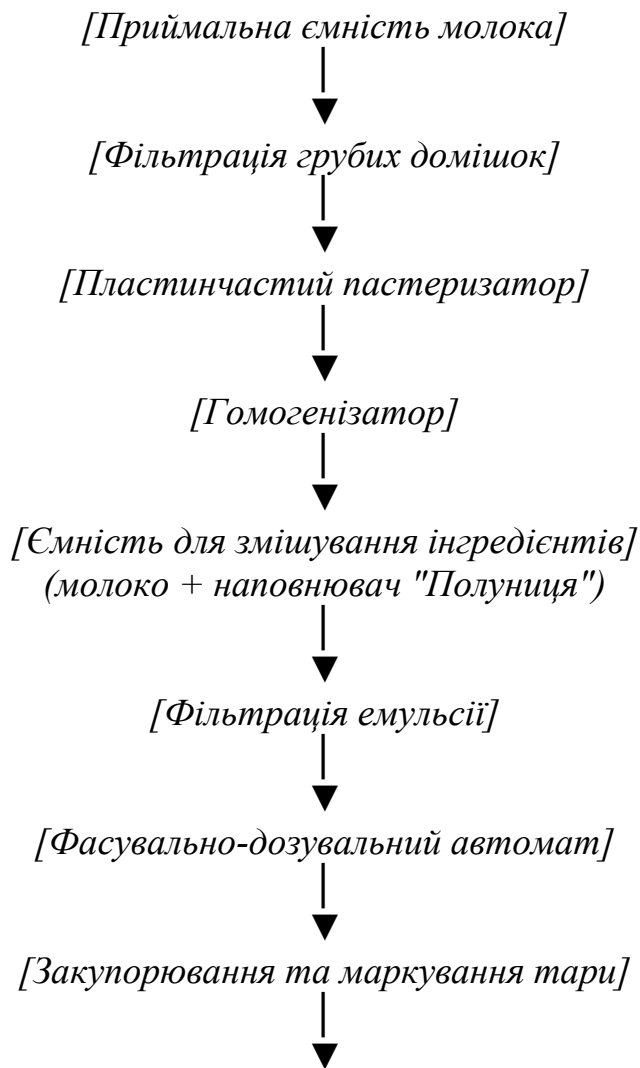 [Приймальна ємність молока]
[Фільтрація грубих домішок]
[Пластинчастий пастеризатор]
[Гомогенізатор]
[Ємність для змішування інгредієнтів]
(молоко + наповнювач "Полуниця")
[Фільтрація емульсії]
[Фасувально-дозувальний автомат]
[Закупорювання та маркування тари]